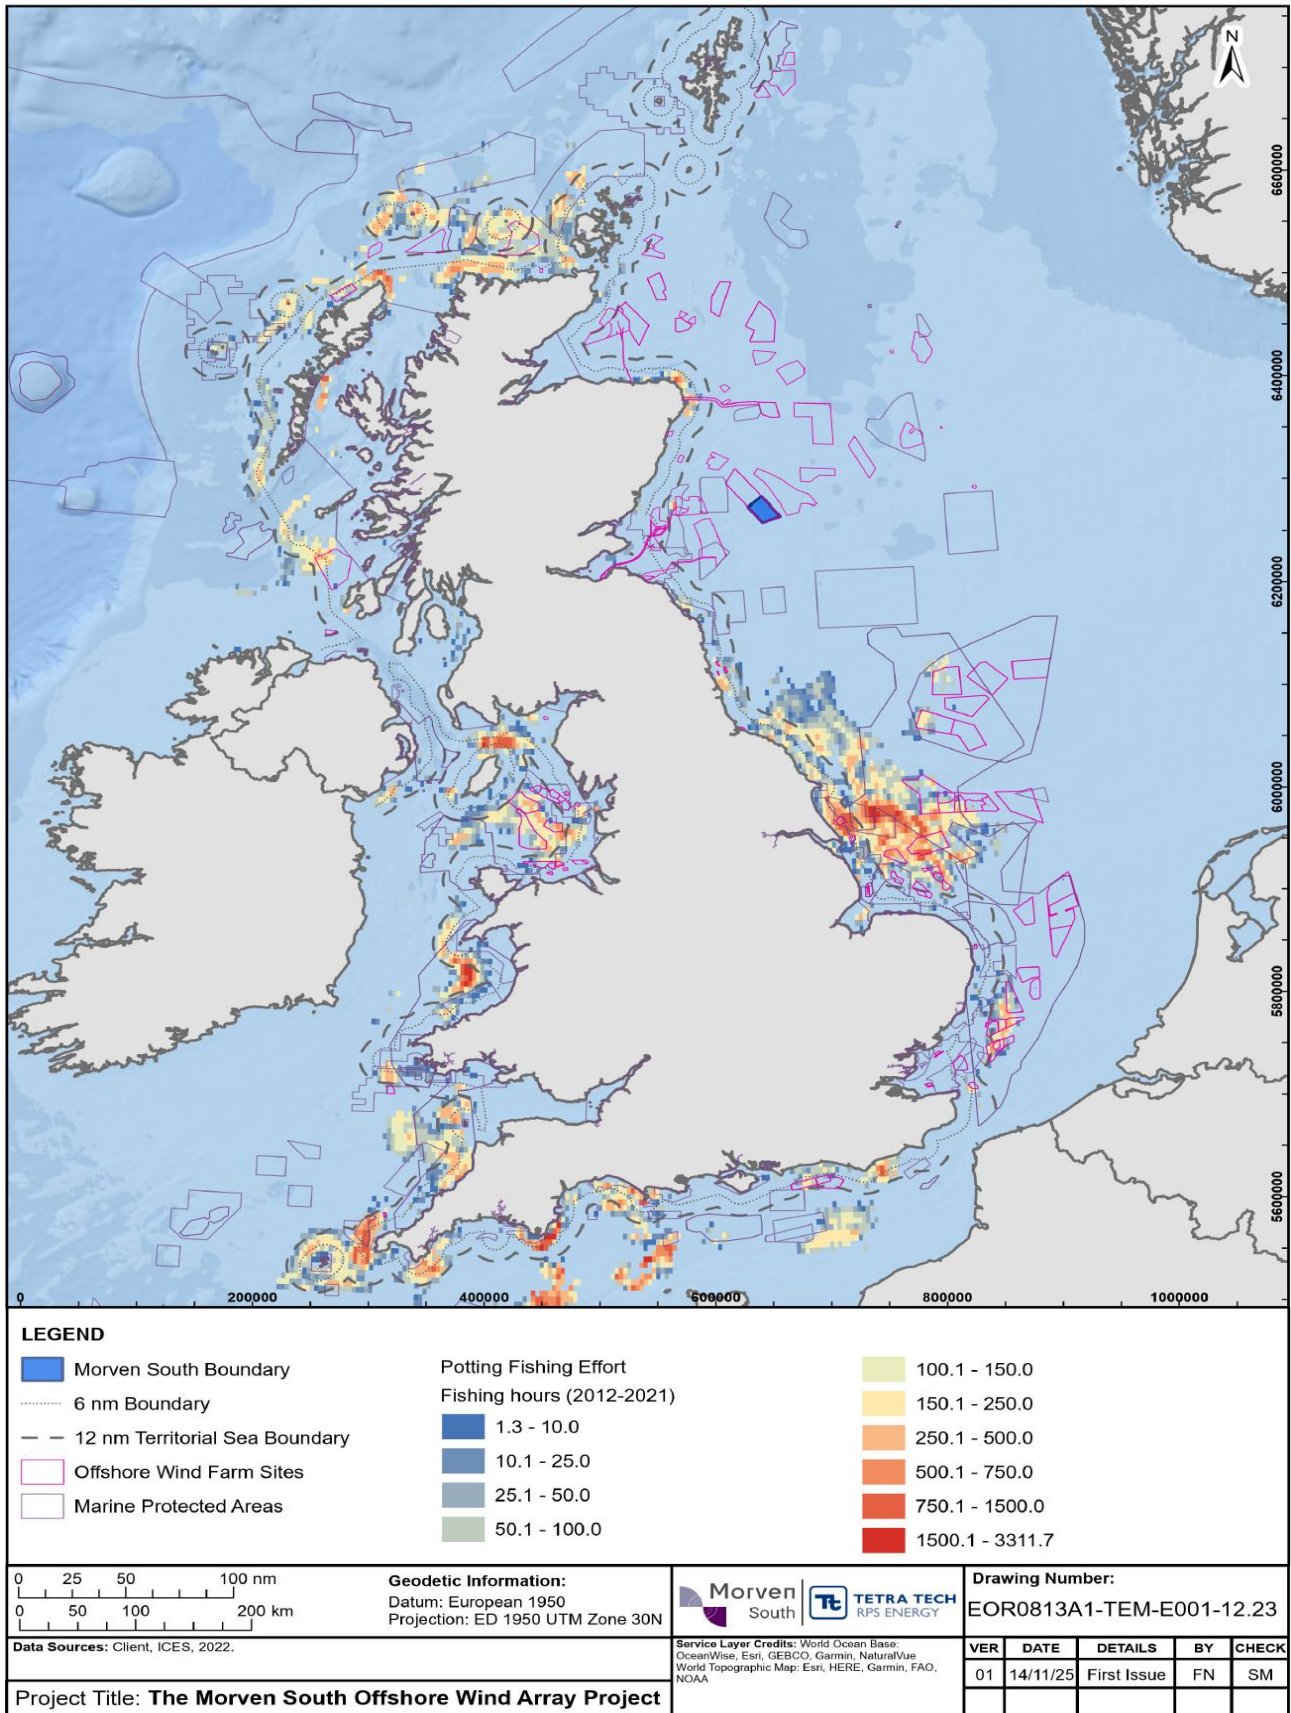 N
6600000
6400000
6200000
6000000
5800000
5600000
0
200000
400000
600000
800000
1000000
LEGEND
Morven South Boundary
6 nm Boundary
12 nm Territorial Sea Boundary
Offshore Wind Farm Sites
Marine Protected Areas
Potting Fishing Effort
Fishing hours (2012-2021)
1.3 - 10.0
10.1 - 25.0
25.1 - 50.0
50.1 - 100.0
100.1 - 150.0
150.1 - 250.0
250.1 - 500.0
500.1 - 750.0
750.1 - 1500.0
1500.1 - 3311.7
0 25 50 100 nm
0 50 100 200 km
Geodetic Information:
Datum: European 1950
Projection: ED 1950 UTM Zone 30N
Data Sources: Client, ICES, 2022.
Project Title: The Morven South Offshore Wind Array Project
Morven
South
Tt
TETRA TECH
RPS ENERGY
Service Layer Credits: World Ocean Base:
OceanWise, Esri, GEBCO, Garmin, NaturalVue
World Topographic Map: Esri, HERE, Garmin, FAO,
NOAA
Drawing Number:
EOR0813A1-TEM-E001-12.23
VER DATE DETAILS BY CHECK
01 14/11/25 First Issue FN SM